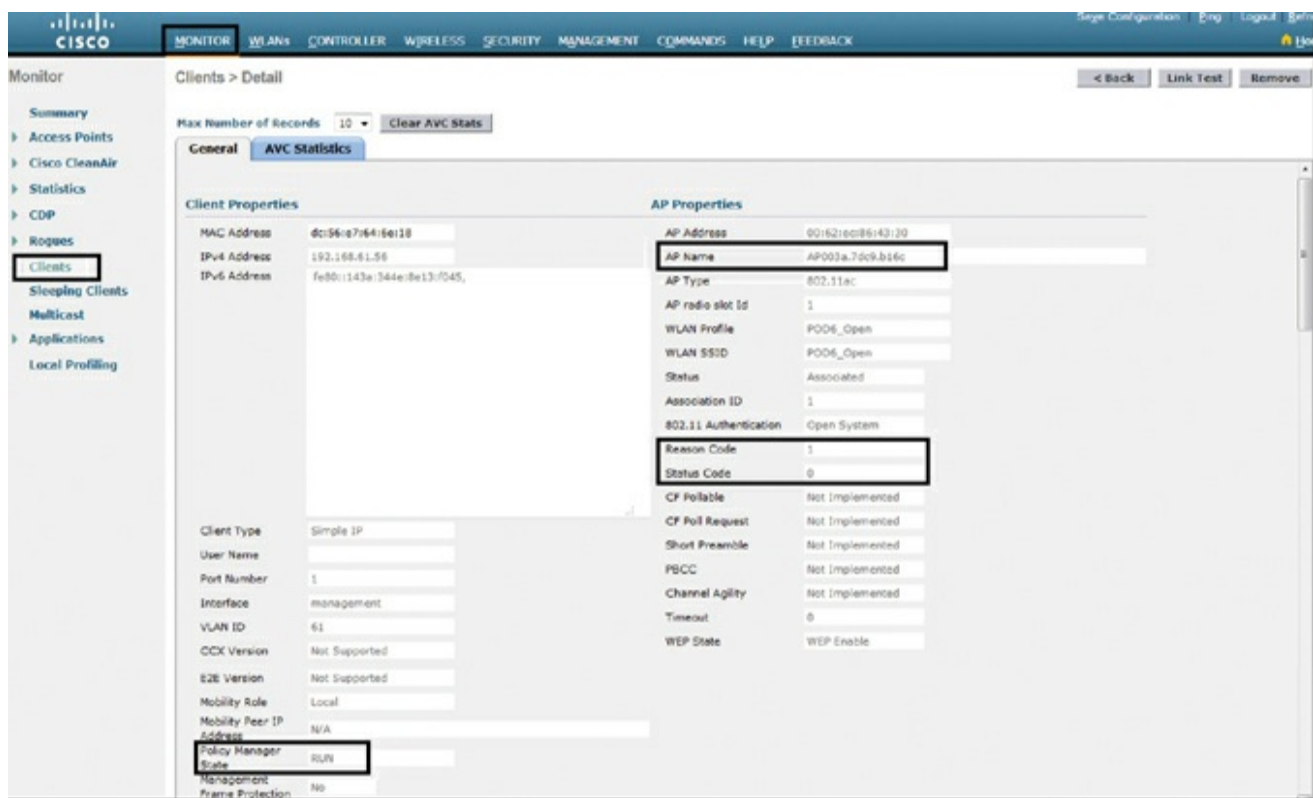 Save Configuration Ping Logout Refre
CISCO
MONITOR WLANs CONTROLLER WIRELESS SECURITY MANAGEMENT COMMANDS HELP FEEDBACK
Ho
Monitor
Clients > Detail
< Back Link Test Remove
Summary
Access Points
Cisco CleanAir
Statistics
CDP
Rogues
Clients
Sleeping Clients
Multicast
Applications
Local Profiling
Max Number of Records 10 Clear AVC Stats
General AVC Statistics
Client Properties
MAC Address dc:56:e7:64:6e:18
IPv4 Address 192.168.61.56
IPv6 Address fe80::143a:344e:8e13:f045,
Client Type Simple IP
User Name
Port Number 1
Interface management
VLAN ID 61
CCX Version Not Supported
E2E Version Not Supported
Mobility Role Local
Mobility Peer IP
Address N/A
Policy Manager
State RUN
Management
Frame Protection No
AP Properties
AP Address 00:62:ec:86:43:30
AP Name AP003a.7dc9.b16c
AP Type 802.11ac
AP radio slot Id 1
WLAN Profile POD6_Open
WLAN SSID POD6_Open
Status Associated
Association ID 1
802.11 Authentication Open System
Reason Code 1
Status Code 0
CF Pollable Not Implemented
CF Poll Request Not Implemented
Short Preamble Not Implemented
PBCC Not Implemented
Channel Agility Not Implemented
Timeout 0
WEP State WEP Enable